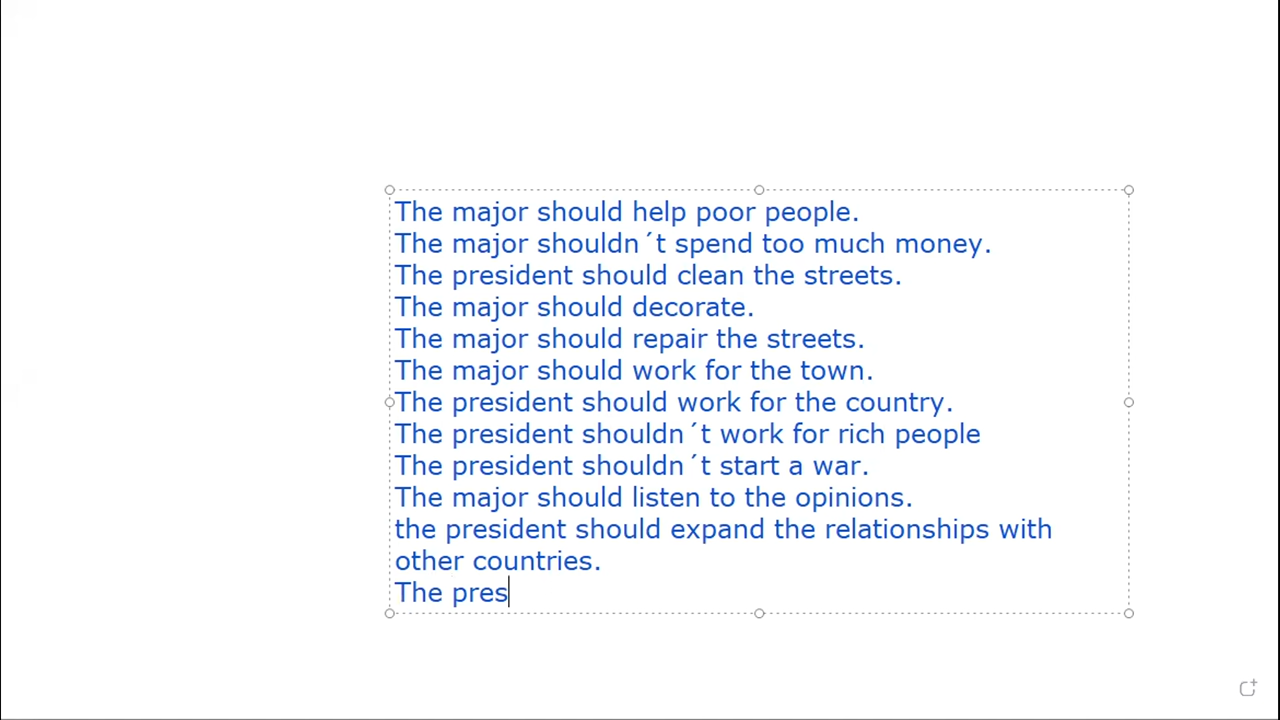 The major should help poor people.
The major shouldn´t spend too much money.
The president should clean the streets.
The major should decorate.
The major should repair the streets.
The major should work for the town.
The president should work for the country.
The president shouldn´t work for rich people
The president shouldn´t start a war.
The major should listen to the opinions.
the president should expand the relationships with
other countries.
The pres